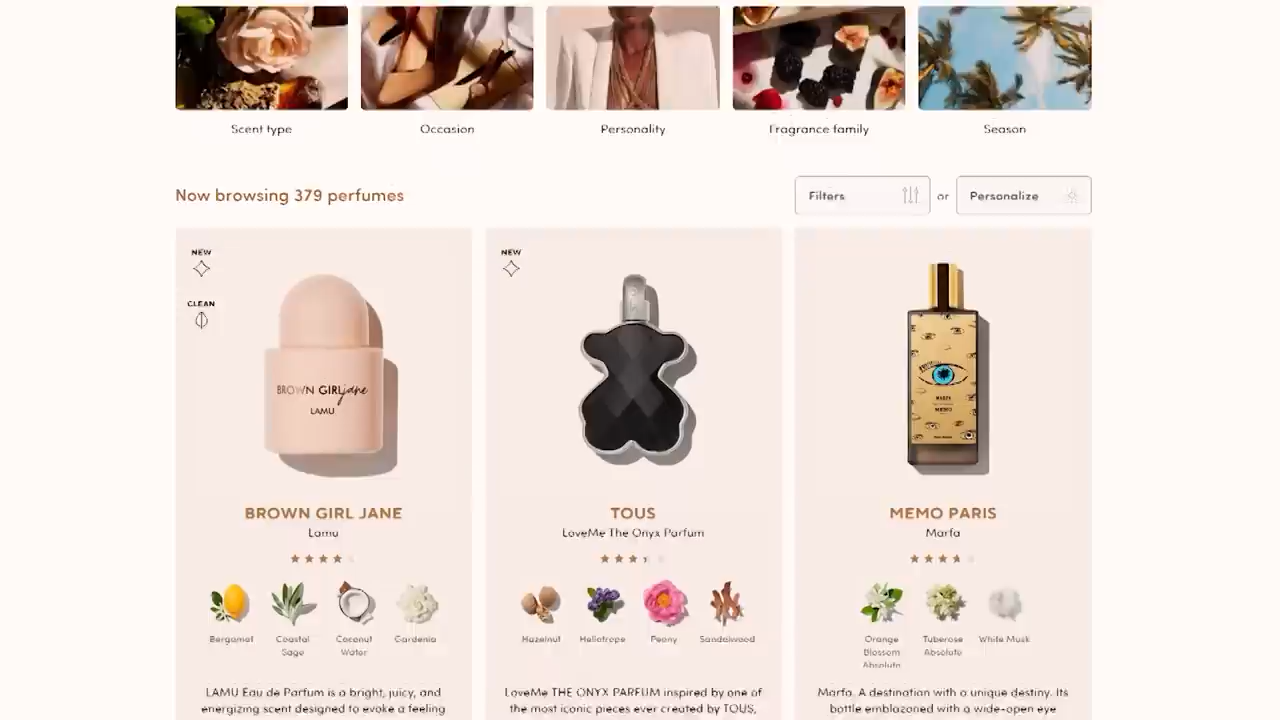 Scent type
Occasion
Personality
Fragrance family
Season
Now browsing 379 perfumes
Filters
or
Personalize
NEW
CLEAN
BROWN GIRL jane
LAMU
NEW
MARFA
MEMO
BROWN GIRL JANE
Lamu
TOUS
LoveMe The Onyx Parfum
MEMO PARIS
Marfa
Bergamot
Coastal
Sage
Coconut
Water
Gardenia
Hazelnut
Heliotrope
Peony
Sandalwood
Orange
Blossom
Absolute
Tuberose
Absolute
White Musk
LAMU Eau de Parfum is a bright, juicy, and
energizing scent designed to evoke a feeling
LoveMe THE ONYX PARFUM inspired by one of
the most iconic pieces ever created by TOUS,
Marfa. A destination with a unique destiny. Its
bottle emblazoned with a wide-open eye